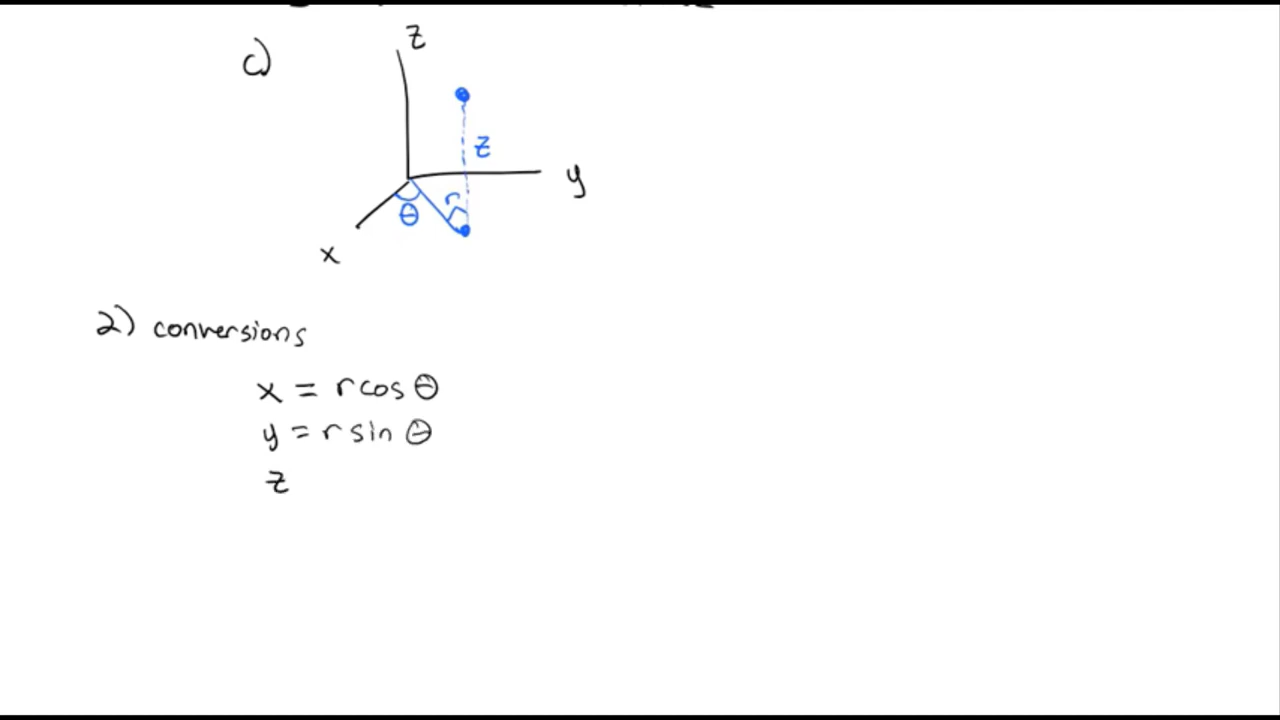 c)
z
z
y
r
θ
x
2) conversions
x = r cos θ
y = r sin θ
z